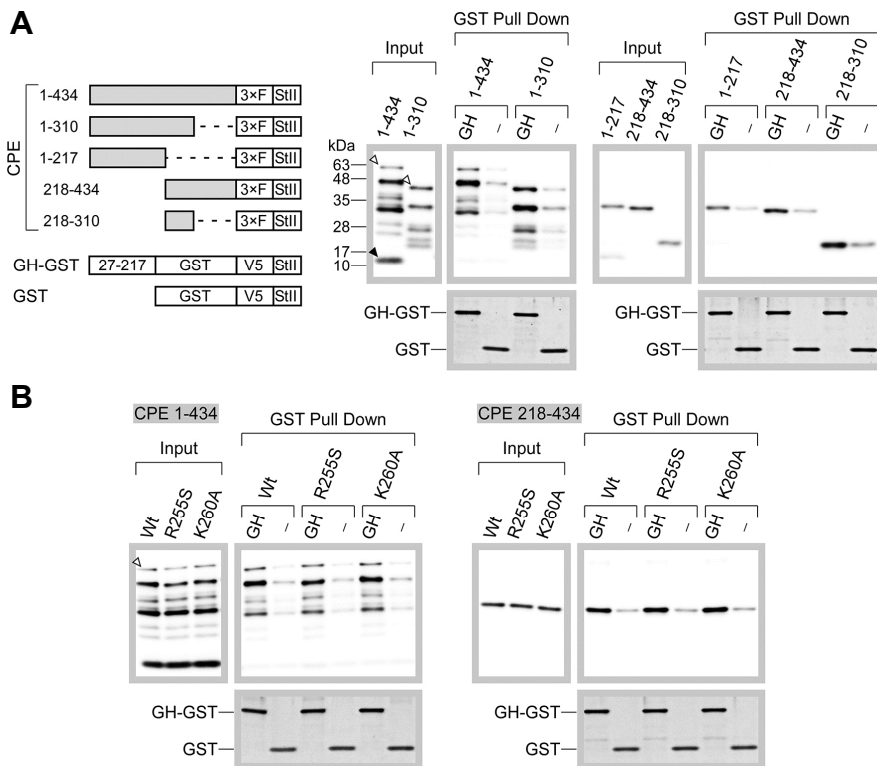 A
CPE
1-434 3×F StII
1-310 3×F StII
1-217 3×F StII
218-434 3×F StII
218-310 3×F StII
GH-GST 27-217 GST V5 StII
GST GST V5 StII
Input
GST Pull Down
1-434 1-310
1-434 1-310
GH / GH /
kDa
63
48
35
28
17
10
GH-GST
GST
Input
GST Pull Down
1-217 218-434 218-310
1-217 218-434 218-310
GH / GH / GH /
GH-GST
GST
B
CPE 1-434
Input
GST Pull Down
Wt R255S K260A
Wt R255S K260A
GH / GH / GH /
GH-GST
GST
CPE 218-434
Input
GST Pull Down
Wt R255S K260A
Wt R255S K260A
GH / GH / GH /
GH-GST
GST